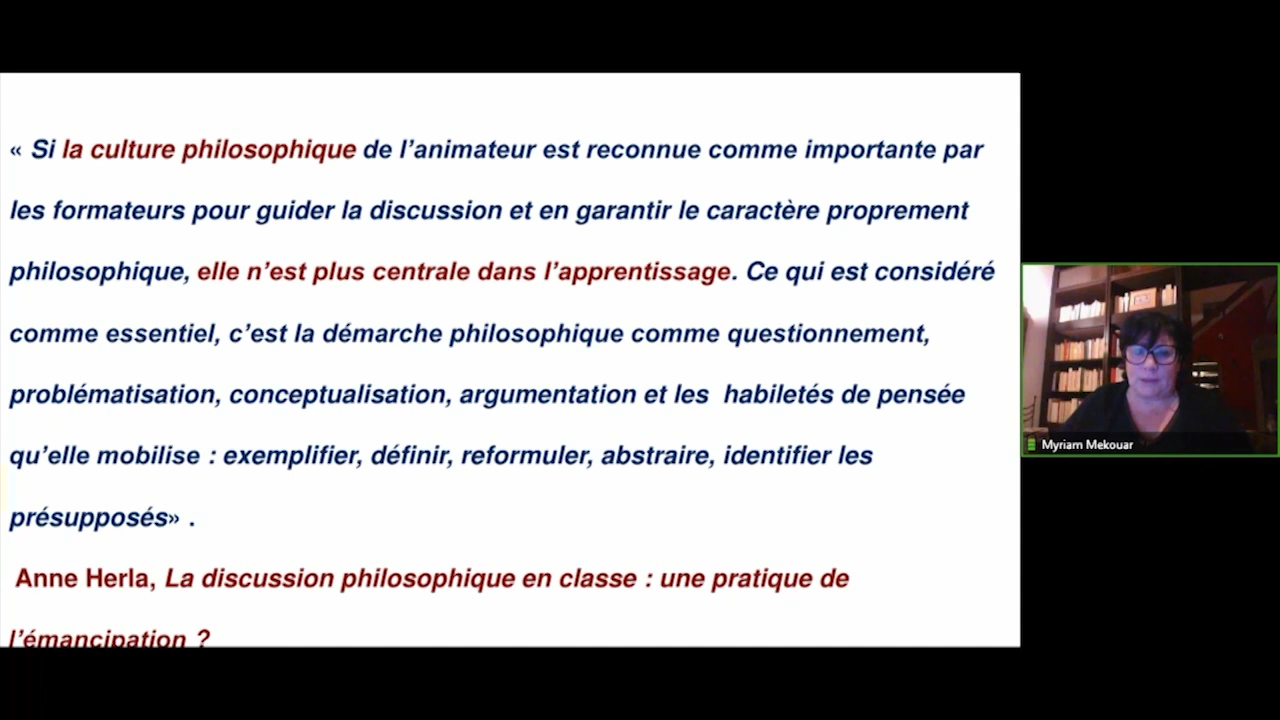 « Si la culture philosophique de l’animateur est reconnue comme importante par
les formateurs pour guider la discussion et en garantir le caractère proprement
philosophique, elle n’est plus centrale dans l’apprentissage. Ce qui est considéré
comme essentiel, c’est la démarche philosophique comme questionnement,
problématisation, conceptualisation, argumentation et les  habiletés de pensée
qu’elle mobilise : exemplifier, définir, reformuler, abstraire, identifier les
présupposés» .
Anne Herla, La discussion philosophique en classe : une pratique de
l’émancipation ?
Myriam Mekouar